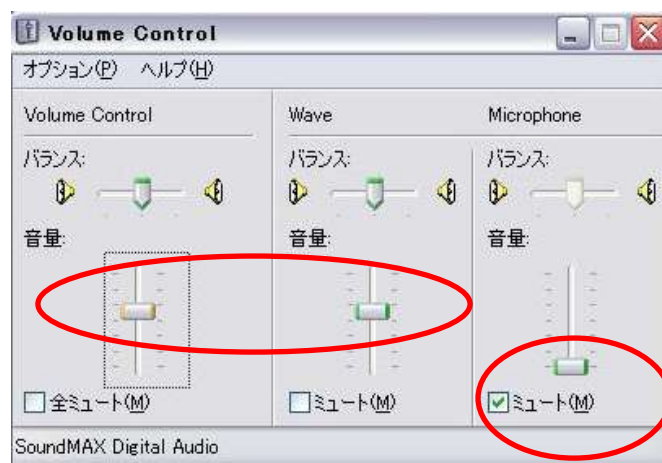 Volume Control
オプション(P) ヘルプ(H)
Volume Control Wave Microphone
バランス: バランス: バランス:
音量: 音量: 音量:
全ミュート(M) ミュート(M) ミュート(M)
SoundMAX Digital Audio